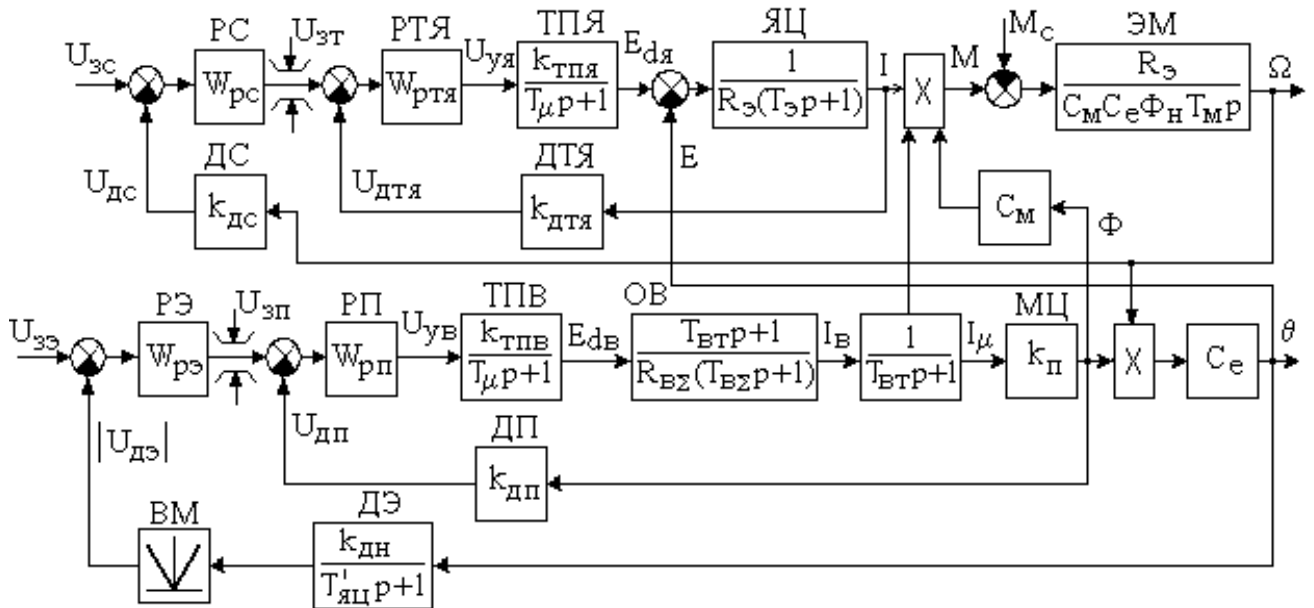 РС
Uзт
РТЯ
ТПЯ
ЯЦ
Mс
ЭМ
Uзс
Wрс
Wртя
Uуя
kтпя
Tμp+1
Edя
1
Rэ(Tэp+1)
I
X
M
Rэ
CмCеФнTмp
Ω
ДС
Uдс
kдс
Uдтя
ДТЯ
kдтя
E
Cм
Ф
РЭ
Uзп
РП
ТПВ
ОВ
МЦ
Uзэ
Wрэ
Wрп
Uув
kтпв
Tμp+1
Edв
Tвтp+1
RвΣ(TвΣp+1)
Iв
1
Tвтp+1
Iμ
kп
X
Cе
θ
|Uдэ|
Uдп
ДП
kдп
ВМ
ДЭ
kдн
T'яцp+1